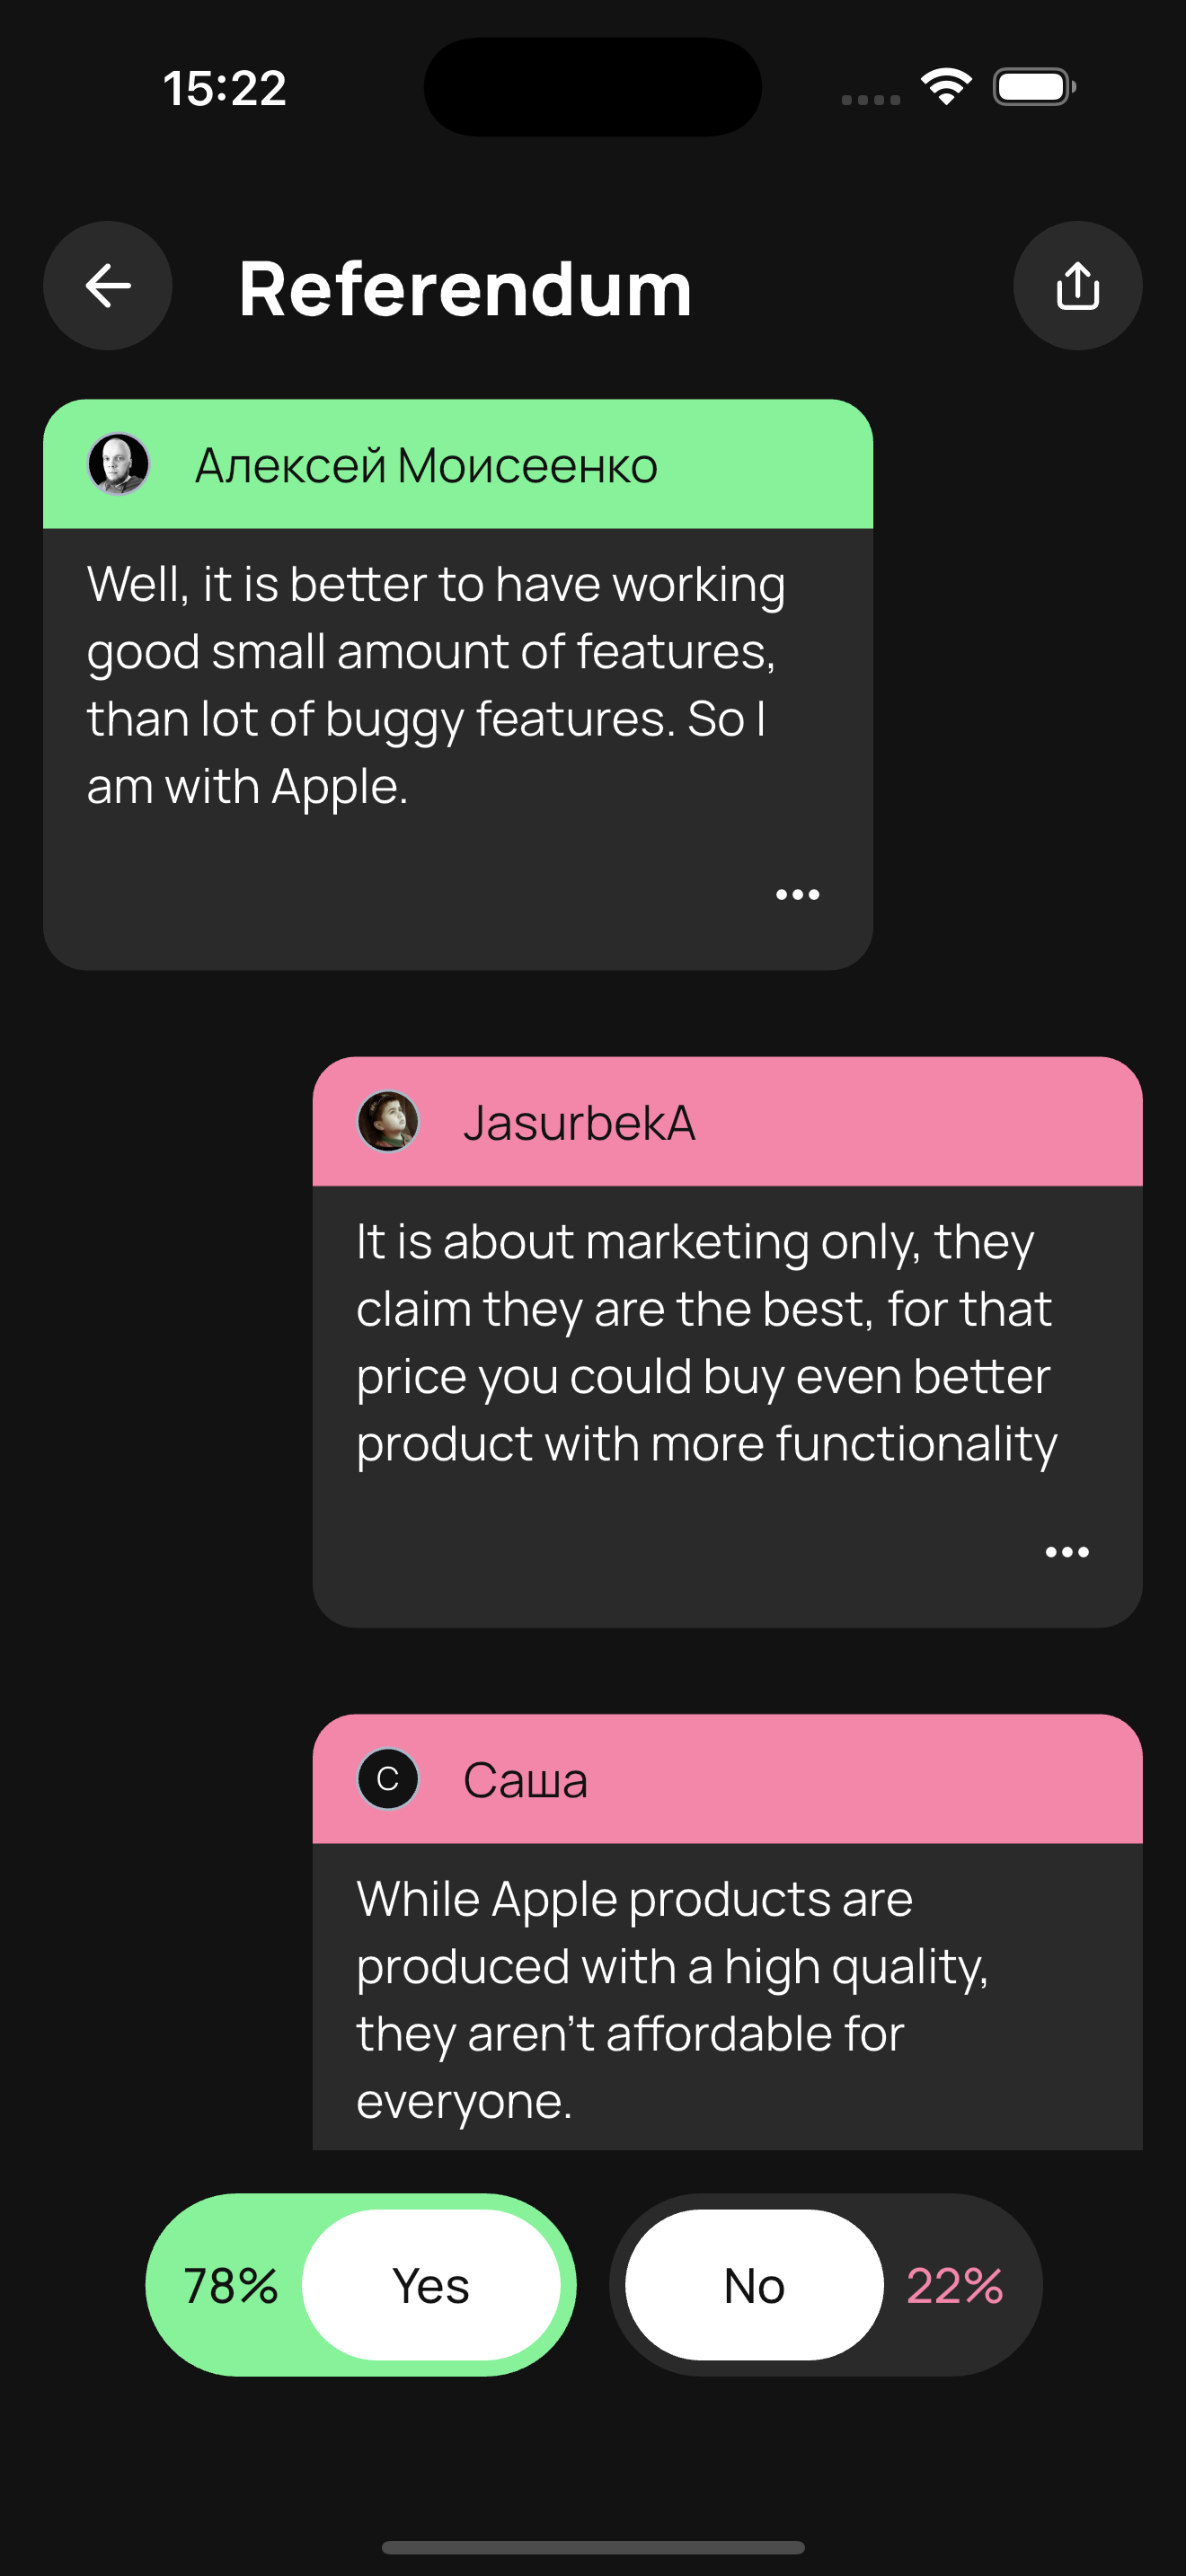 15:22
Referendum
Алексей Моисеенко
Well, it is better to have working
good small amount of features,
than lot of buggy features. So I
am with Apple.
JasurbekA
It is about marketing only, they
claim they are the best, for that
price you could buy even better
product with more functionality
С
Саша
While Apple products are
produced with a high quality,
they aren't affordable for
everyone.
78% Yes No 22%